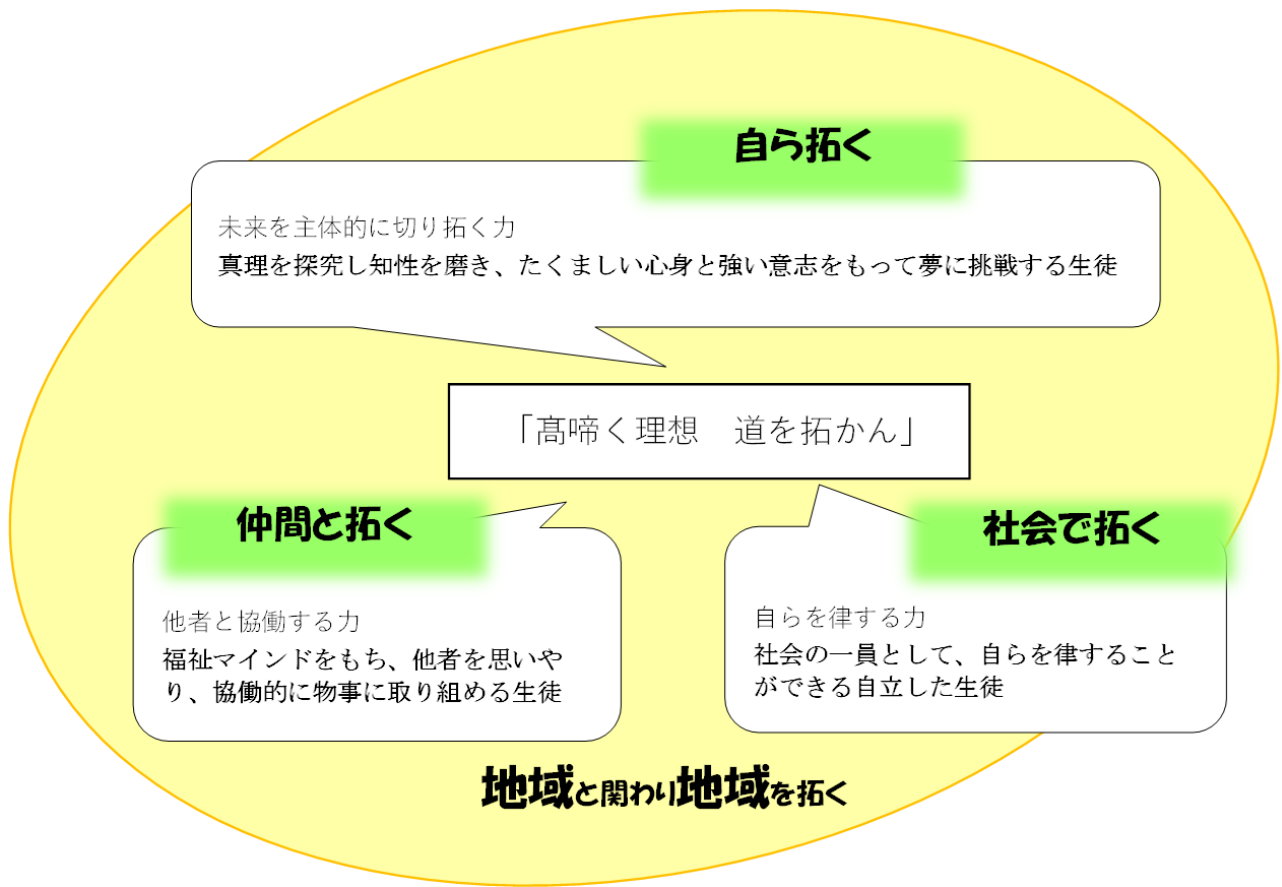 自ら拓く
未来を主体的に切り拓く力
真理を探究し知性を磨き、たくましい心身と強い意志をもって夢に挑戦する生徒
「髙啼く理想　道を拓かん」
仲間と拓く
他者と協働する力
福祉マインドをもち、他者を思いや
り、協働的に物事に取り組める生徒
社会で拓く
自らを律する力
社会の一員として、自らを律すること
ができる自立した生徒
地域と関わり地域を拓く